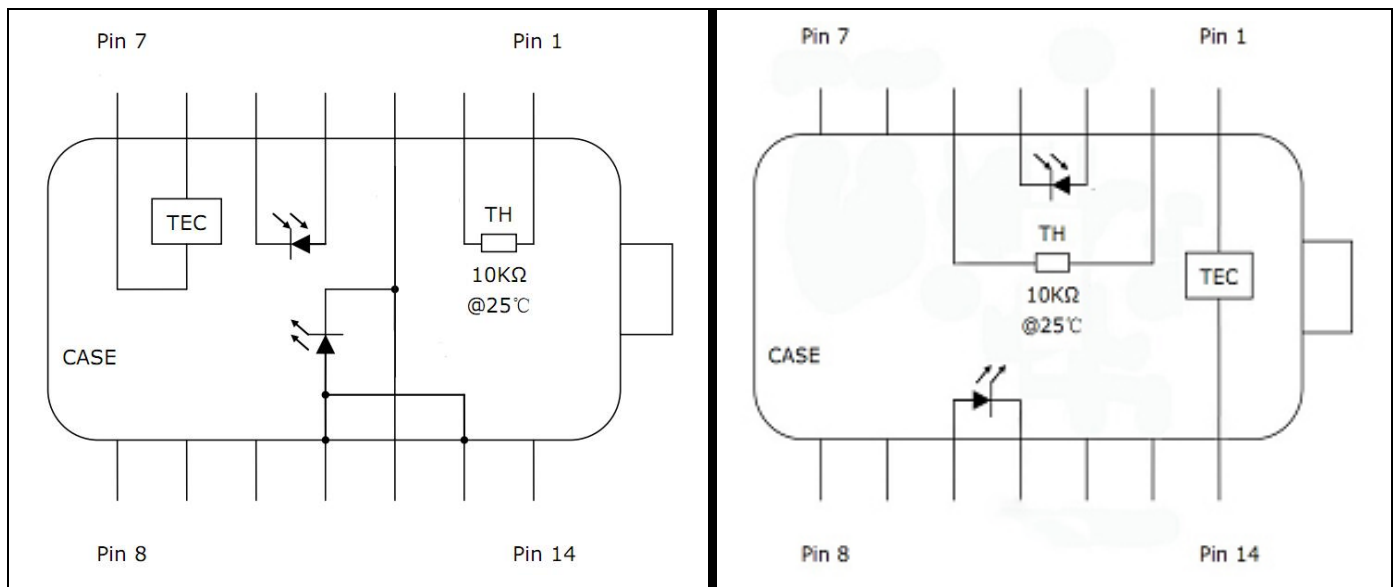 Pin 7
Pin 1
TEC
TH
10KΩ
@25℃
CASE
Pin 8
Pin 14
Pin 7
Pin 1
TH
10KΩ
@25℃
TEC
CASE
Pin 8
Pin 14